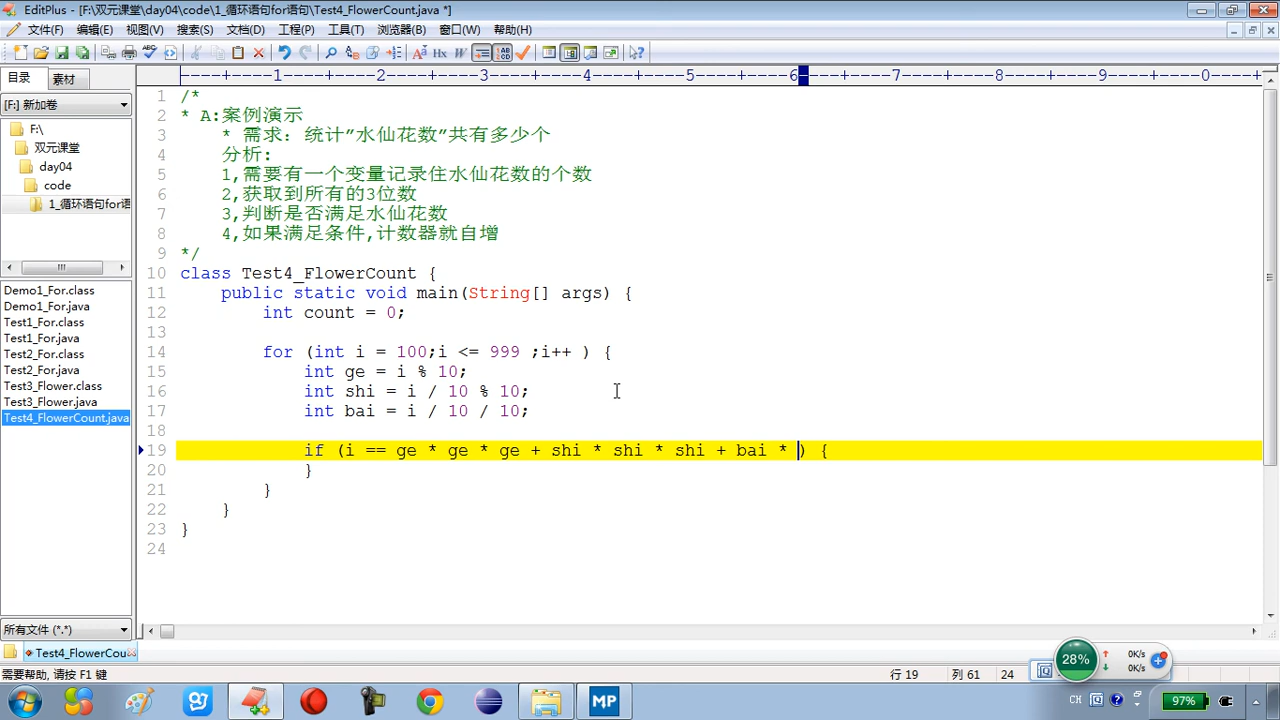 EditPlus - [F:\双元课堂\day04\code\1_循环语句for语句\Test4_FlowerCount.java *]
文件(F) 编辑(E) 视图(V) 搜索(S) 文档(D) 工程(P) 工具(T) 浏览器(B) 窗口(W) 帮助(H)
目录 素材
[F:] 新加卷
F:\
双元课堂
day04
code
1_循环语句for语
Demo1_For.class
Demo1_For.java
Test1_For.class
Test1_For.java
Test2_For.class
Test2_For.java
Test3_Flower.class
Test3_Flower.java
Test4_FlowerCount.java
所有文件 (*.*)
----+----1----+----2----+----3----+----4----+----5----+----6----+----7----+----8----+----9----+----0----+--
1 /*
2 * A:案例演示
3 * 需求: 统计"水仙花数"共有多少个
4 分析:
5 1,需要有一个变量记录住水仙花数的个数
6 2,获取到所有的3位数
7 3,判断是否满足水仙花数
8 4,如果满足条件,计数器就自增
9 */
10 class Test4_FlowerCount {
11 public static void main(String[] args) {
12 int count = 0;
13
14 for (int i = 100;i <= 999 ;i++ ) {
15 int ge = i % 10;
16 int shi = i / 10 % 10;
17 int bai = i / 10 / 10;
18
19 if (i == ge * ge * ge + shi * shi * shi + bai * ) {
20 }
21 }
22 }
23 }
24
Test4_FlowerCou
需要帮助, 请按 F1 键 行 19 列 61 24
28% 0K/s
0K/s
CH 97%
MP